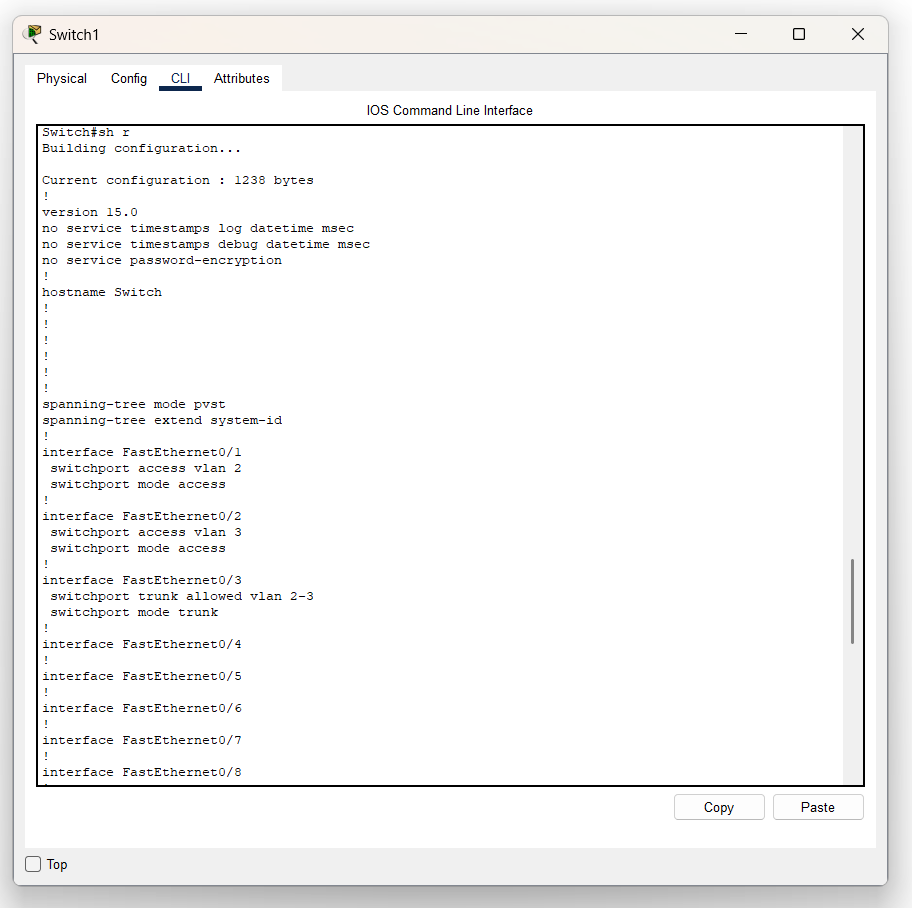 Switch1
Physical Config CLI Attributes
IOS Command Line Interface
Switch#sh r
Building configuration...
Current configuration : 1238 bytes
!
version 15.0
no service timestamps log datetime msec
no service timestamps debug datetime msec
no service password-encryption
!
hostname Switch
!
!
!
!
!
!
spanning-tree mode pvst
spanning-tree extend system-id
!
interface FastEthernet0/1
switchport access vlan 2
switchport mode access
!
interface FastEthernet0/2
switchport access vlan 3
switchport mode access
!
interface FastEthernet0/3
switchport trunk allowed vlan 2-3
switchport mode trunk
!
interface FastEthernet0/4
!
interface FastEthernet0/5
!
interface FastEthernet0/6
!
interface FastEthernet0/7
!
interface FastEthernet0/8
Copy Paste
Top